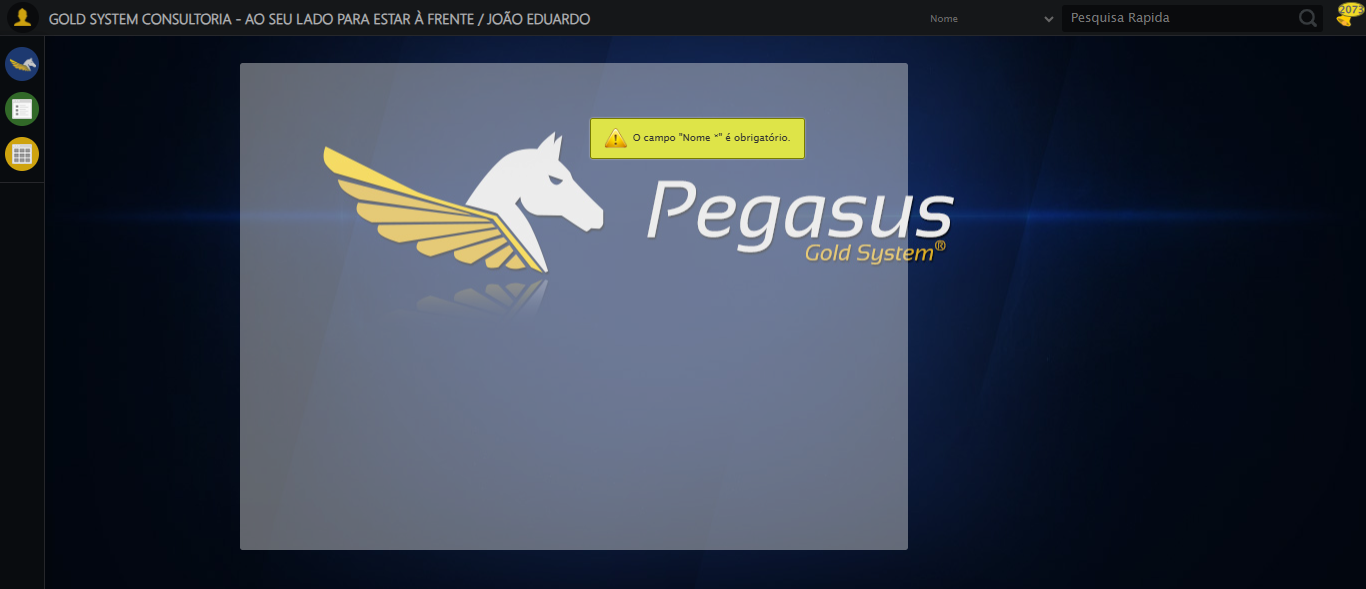 GOLD SYSTEM CONSULTORIA - AO SEU LADO PARA ESTAR À FRENTE / JOÃO EDUARDO
Nome
Pesquisa Rapida
2073
O campo "Nome *" é obrigatório.
Pegasus
Gold System®